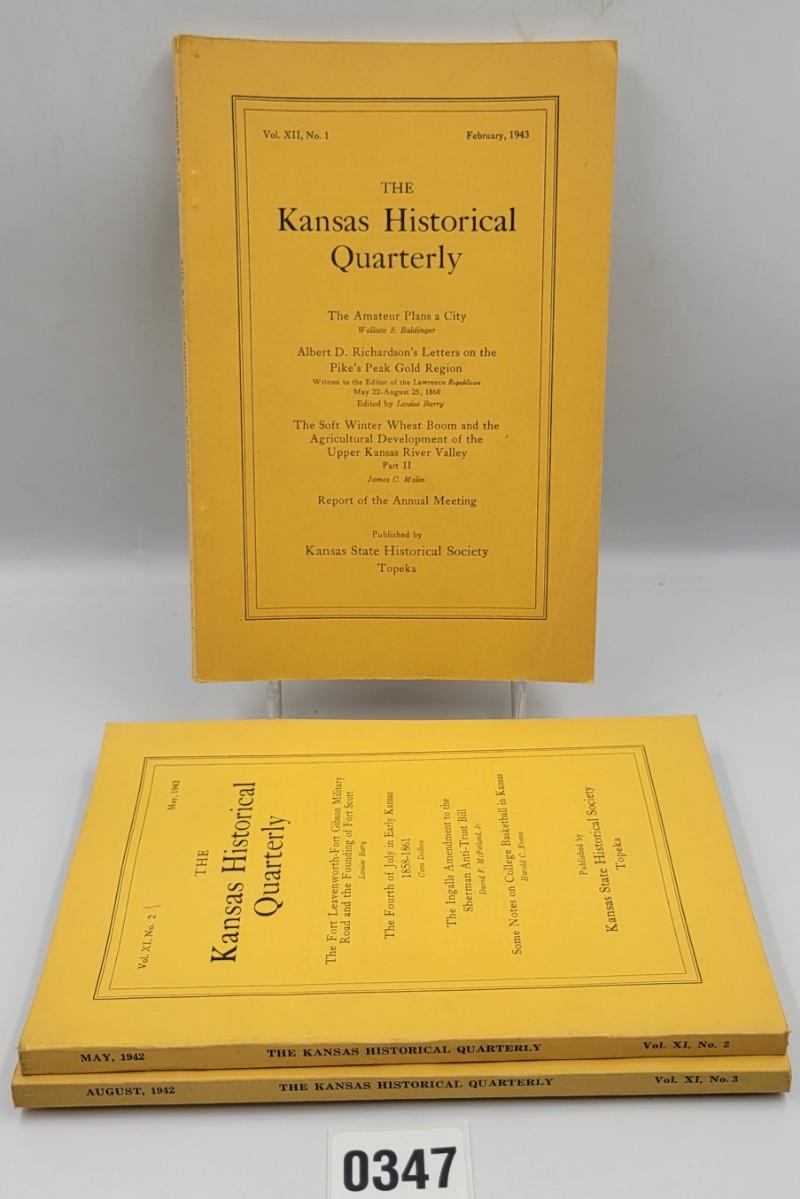 Vol. XII, No. 1 February, 1943
THE
Kansas Historical
Quarterly
The Amateur Plans a City
Wallace S. Baldinger
Albert D. Richardson's Letters on the
Pike's Peak Gold Region
Written to the Editor of the Lawrence Republican
May 22-August 25, 1860
Edited by Louise Barry
The Soft Winter Wheat Boom and the
Agricultural Development of the
Upper Kansas River Valley
Part II
James C. Malin
Report of the Annual Meeting
Published by
Kansas State Historical Society
Topeka
Vol. XI, No. 2 May, 1942
THE
Kansas Historical
Quarterly
The Fort Leavenworth-Fort Gibson Military
Road and the Founding of Fort Scott
Louise Barry
The Fourth of July in Early Kansas
1858-1861
Cora Dolbee
The Ingalls Amendment to the
Sherman Anti-Trust Bill
David F. McFarland, Jr.
Some Notes on College Basketball in Kansas
Harold C. Evans
Published by
Kansas State Historical Society
Topeka
MAY, 1942 THE KANSAS HISTORICAL QUARTERLY Vol. XI, No. 2
AUGUST, 1942 THE KANSAS HISTORICAL QUARTERLY Vol. XI, No. 3
0347